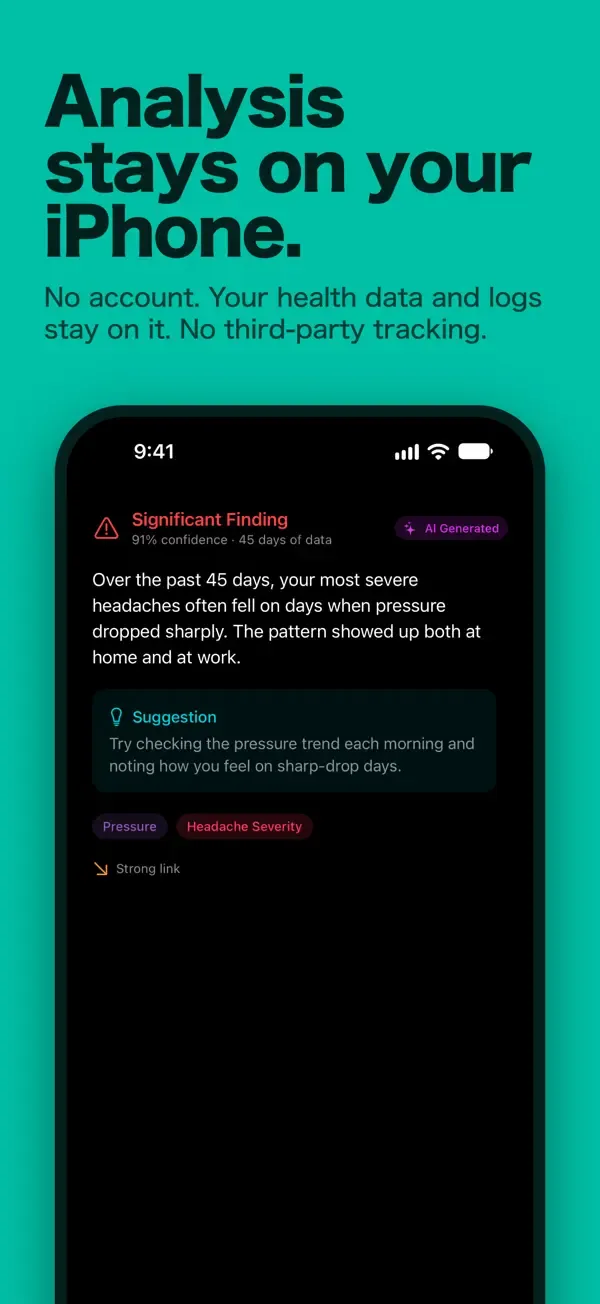 Analysis
stays on your
iPhone.
No account. Your health data and logs
stay on it. No third-party tracking.
9:41
Significant Finding
91% confidence · 45 days of data
AI Generated
Over the past 45 days, your most severe
headaches often fell on days when pressure
dropped sharply. The pattern showed up both at
home and at work.
Suggestion
Try checking the pressure trend each morning and
noting how you feel on sharp-drop days.
Pressure
Headache Severity
Strong link